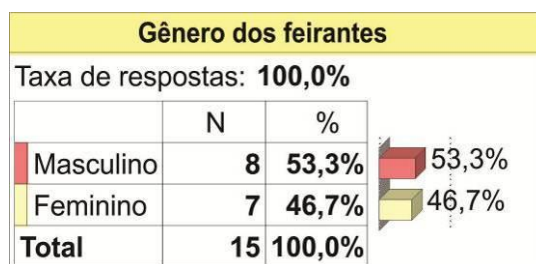 Gênero dos feirantes
Taxa de respostas: 100,0%
N %
Masculino 8 53,3% 53,3%
Feminino 7 46,7% 46,7%
Total 15 100,0%